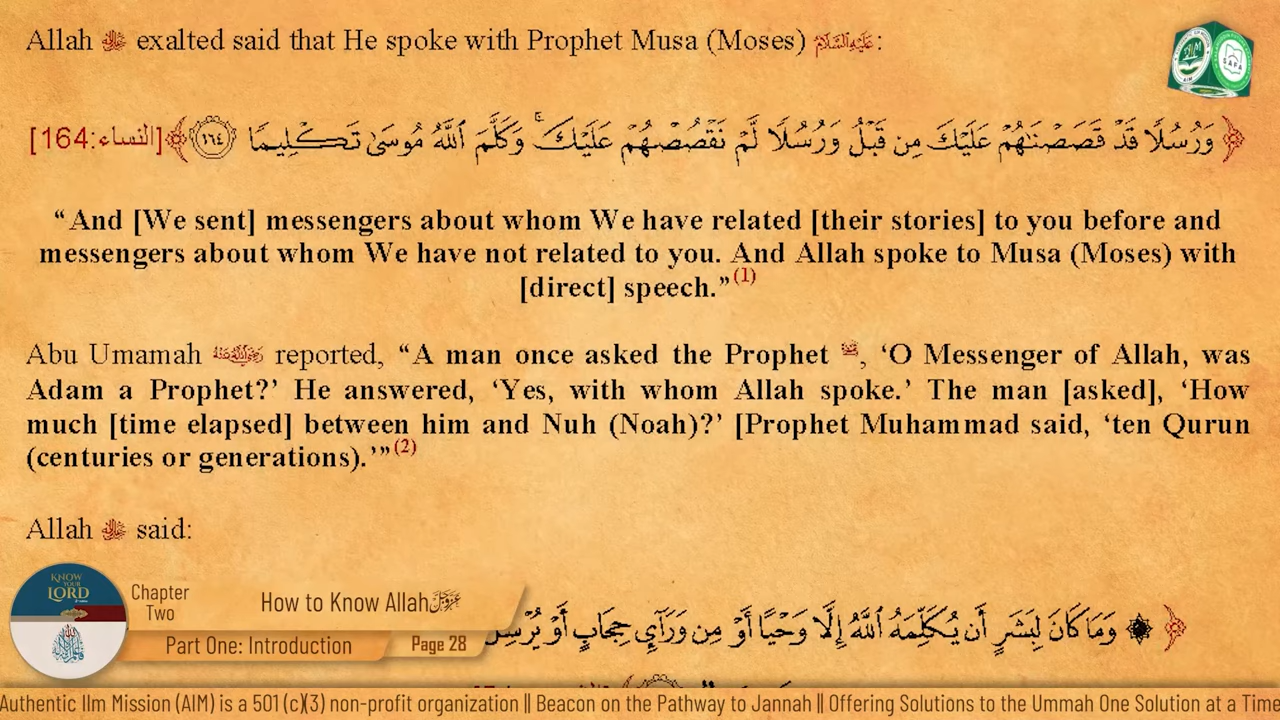 Allah ﷻ exalted said that He spoke with Prophet Musa (Moses) عَلَيْهِ السَّلَامُ:
﴿وَرُسُلًا قَدْ قَصَصْنَٰهُمْ عَلَيْكَ مِن قَبْلُ وَرُسُلًا لَّمْ نَقْصُصْهُمْ عَلَيْكَ ۚ وَكَلَّمَ ٱللَّهُ مُوسَىٰ تَكْلِيمًا ١٦٤﴾ [النساء:164]
“And [We sent] messengers about whom We have related [their stories] to you before and
messengers about whom We have not related to you. And Allah spoke to Musa (Moses) with
[direct] speech.”(1)
Abu Umamah رَضِيَ اللَّهُ عَنْهُ reported, “A man once asked the Prophet ﷺ, ‘O Messenger of Allah, was
Adam a Prophet?’ He answered, ‘Yes, with whom Allah spoke.’ The man [asked], ‘How
much [time elapsed] between him and Nuh (Noah)?’ [Prophet Muhammad said, ‘ten Qurun
(centuries or generations).’”(2)
Allah ﷻ said:
﴿۞ وَمَا كَانَ لِبَشَرٍ أَن يُكَلِّمَهُ ٱللَّهُ إِلَّا وَحْيًا أَوْ مِن وَرَآئِ حِجَابٍ أَوْ يُرْسِلَ
KNOW
YOUR
LORD
Chapter
Two
How to Know Allah عَزَّوَجَلَّ
Part One: Introduction
Page 28
AIM
SAFA
Authentic Ilm Mission (AIM) is a 501 (c)(3) non-profit organization || Beacon on the Pathway to Jannah || Offering Solutions to the Ummah One Solution at a Time